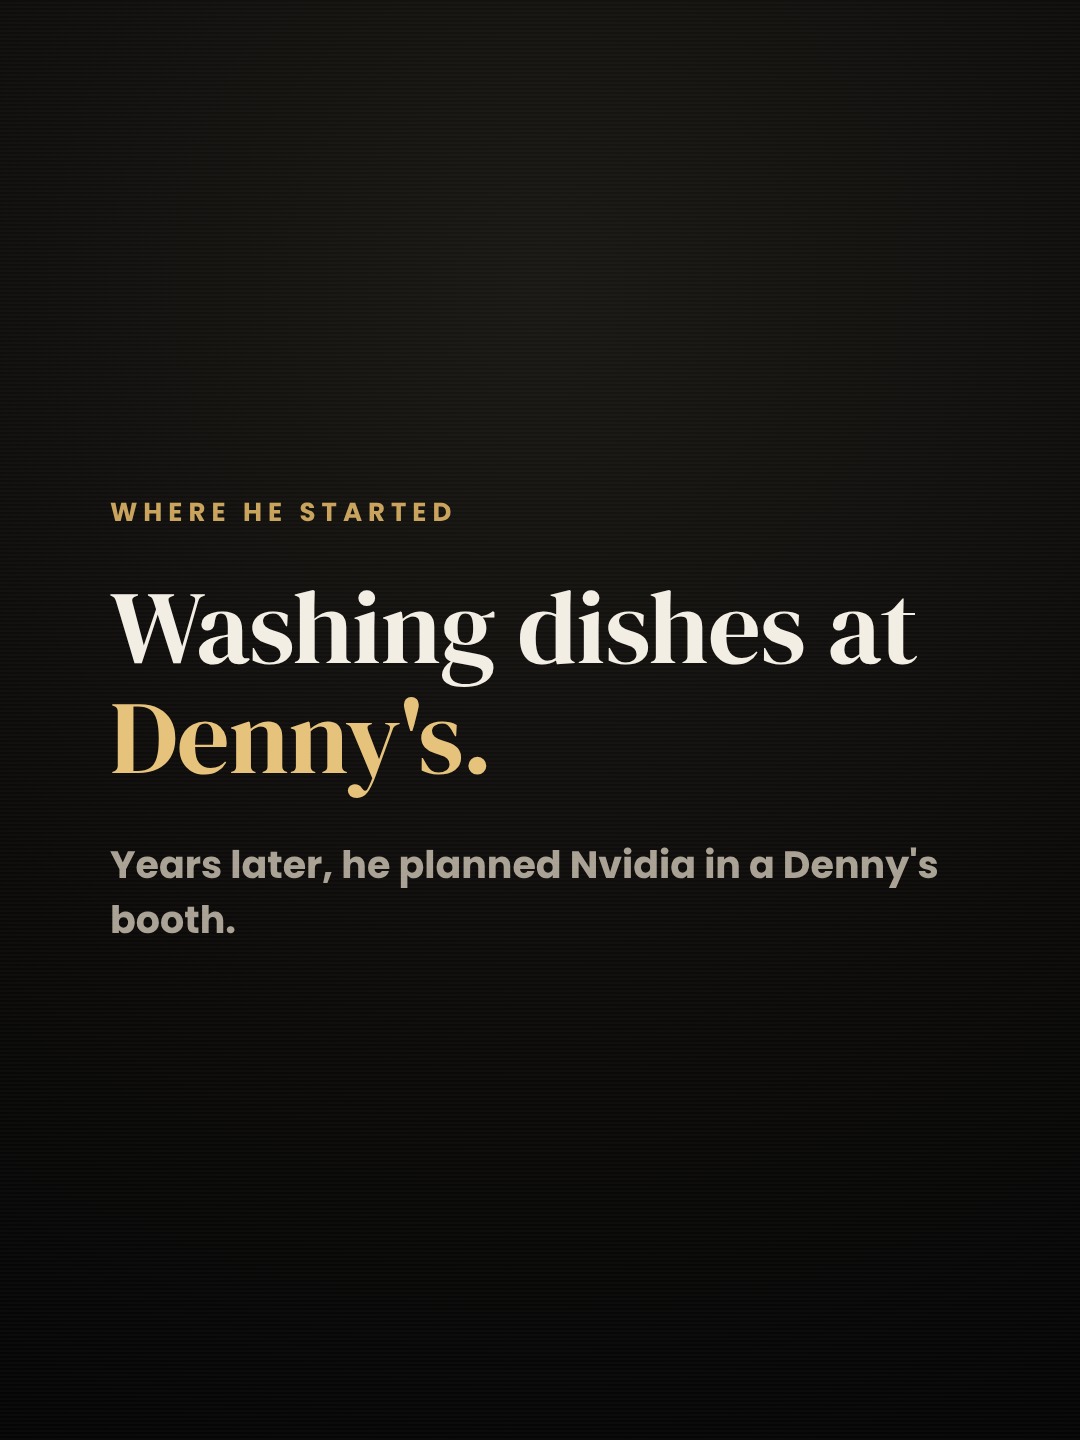 WHERE HE STARTED
Washing dishes at
Denny's.
Years later, he planned Nvidia in a Denny's
booth.